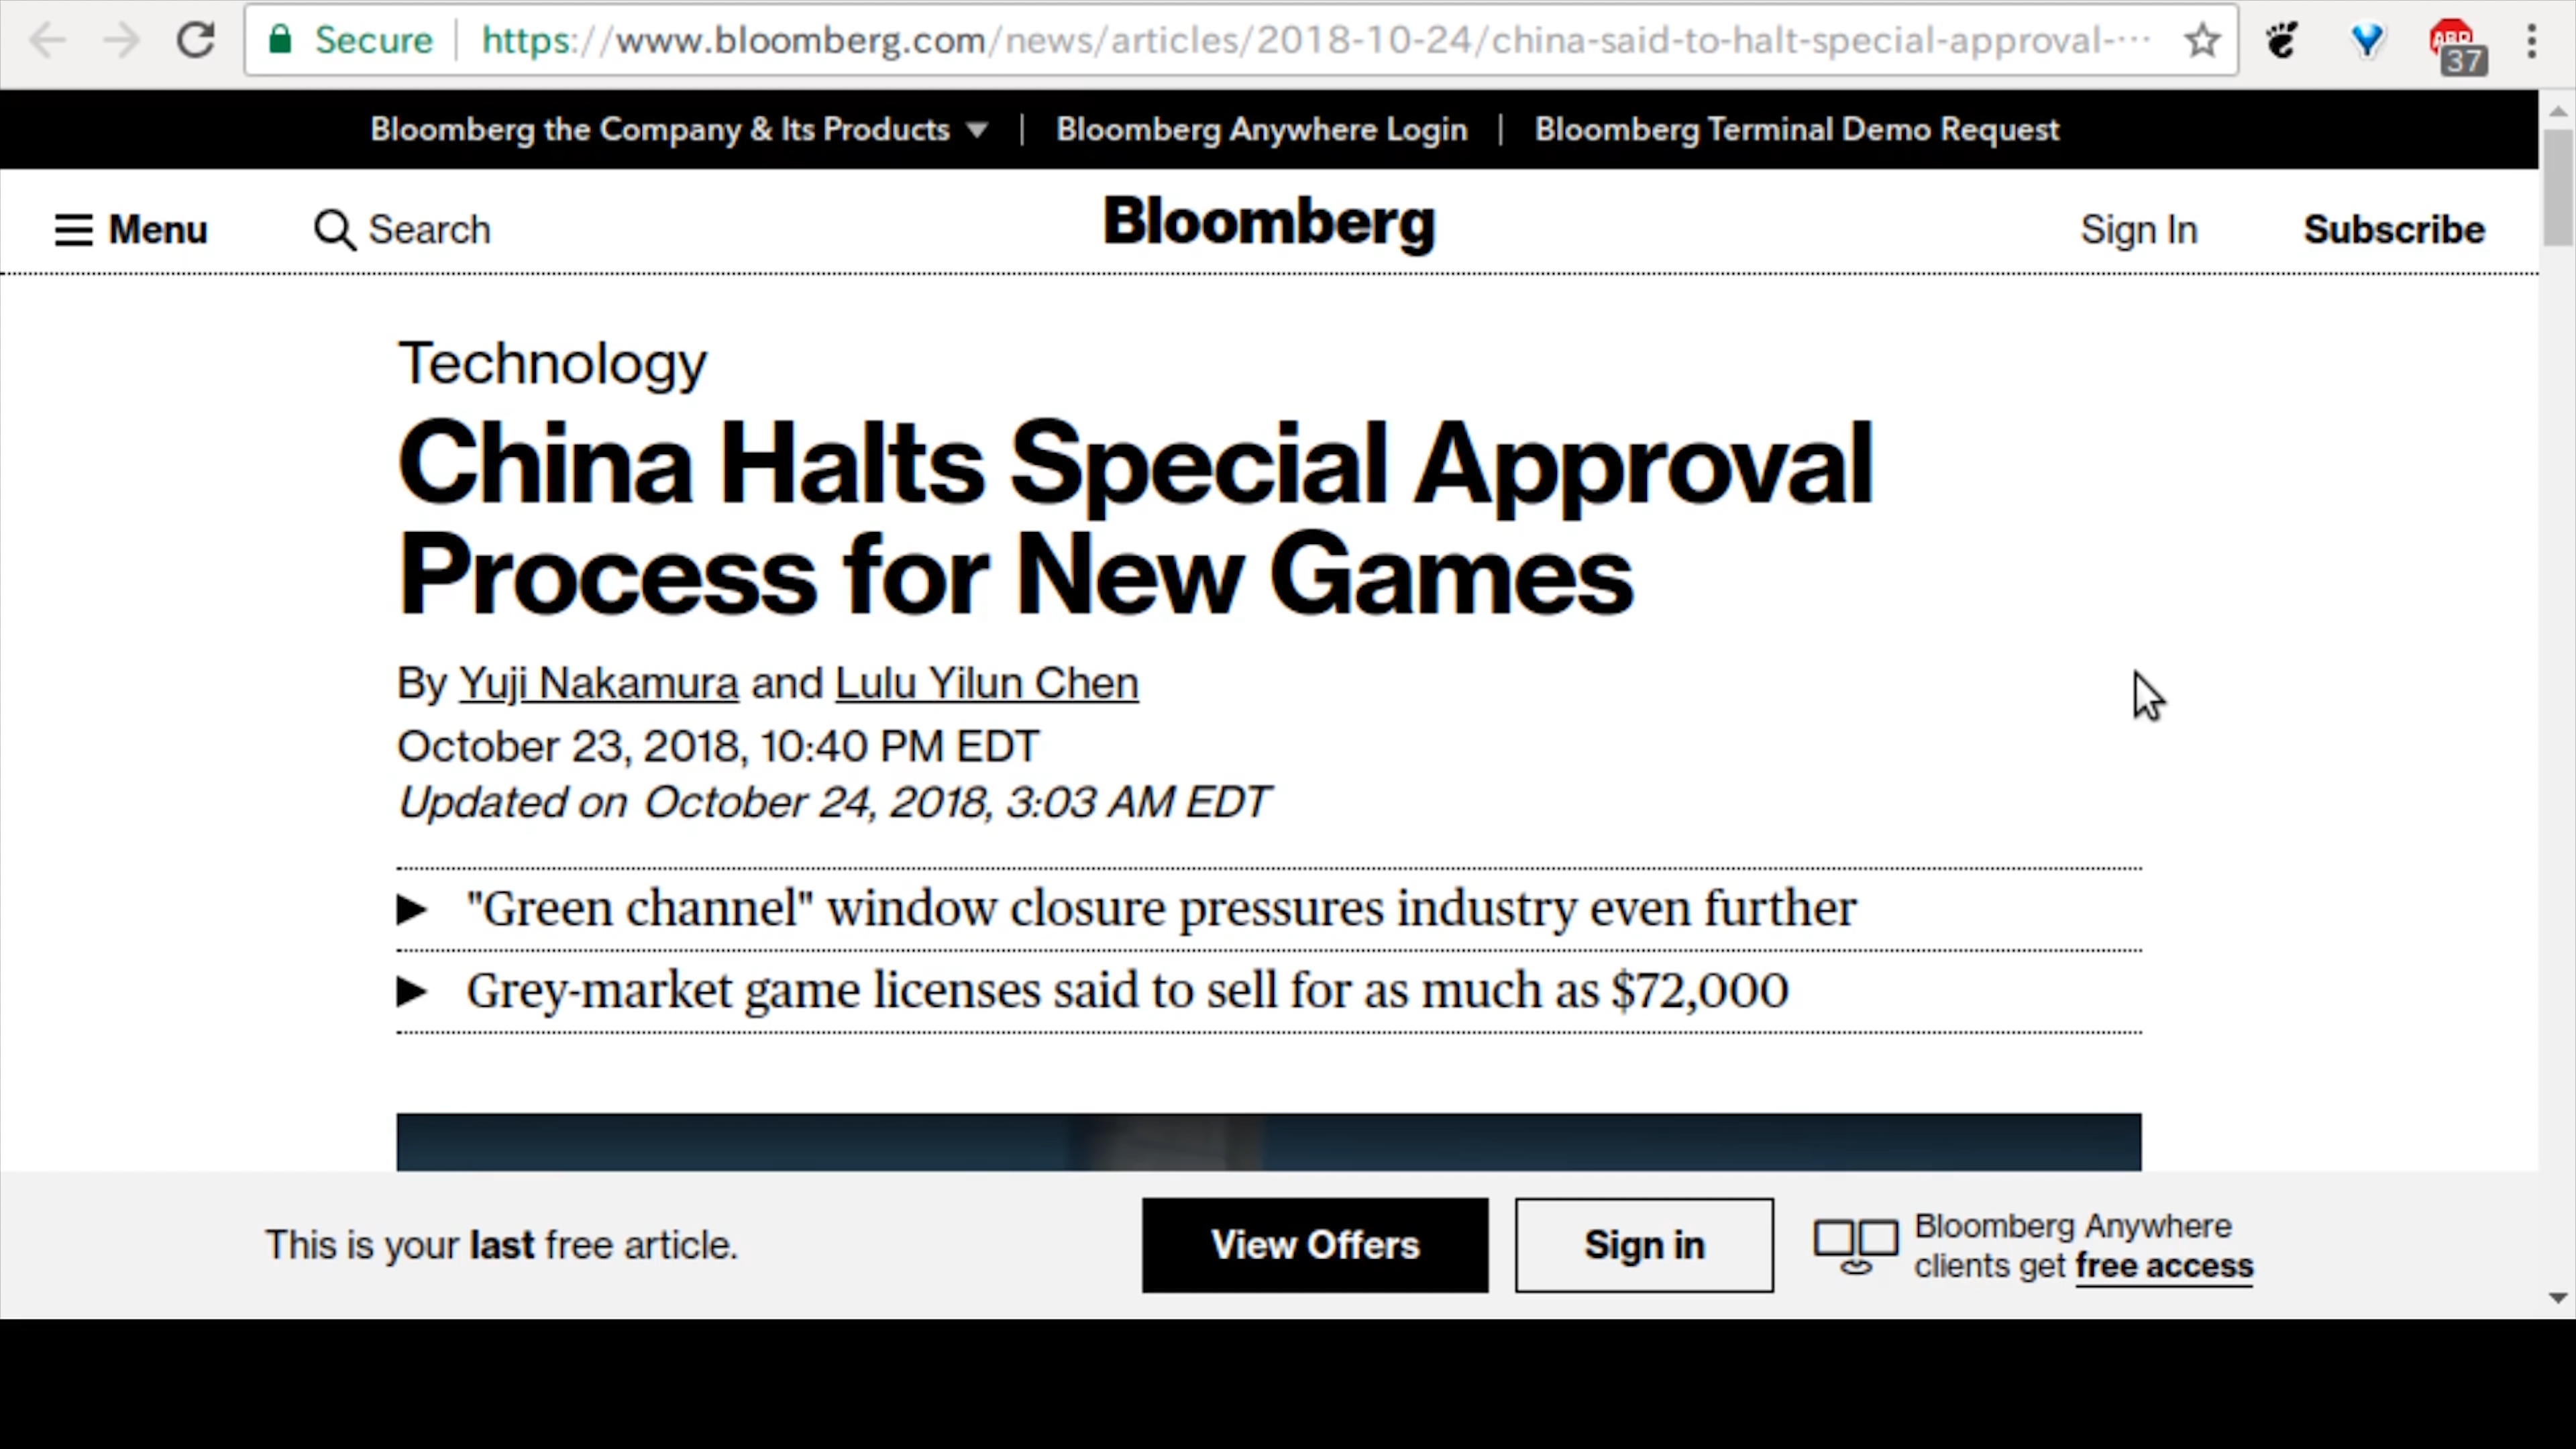 Secure https://www.bloomberg.com/news/articles/2018-10-24/china-said-to-halt-special-approval-···
ABP
37
Bloomberg the Company & Its Products | Bloomberg Anywhere Login | Bloomberg Terminal Demo Request
Menu Search Bloomberg Sign In Subscribe
Technology
China Halts Special Approval
Process for New Games
By Yuji Nakamura and Lulu Yilun Chen
October 23, 2018, 10:40 PM EDT
Updated on October 24, 2018, 3:03 AM EDT
"Green channel" window closure pressures industry even further
Grey-market game licenses said to sell for as much as $72,000
This is your last free article. View Offers Sign in
Bloomberg Anywhere
clients get free access